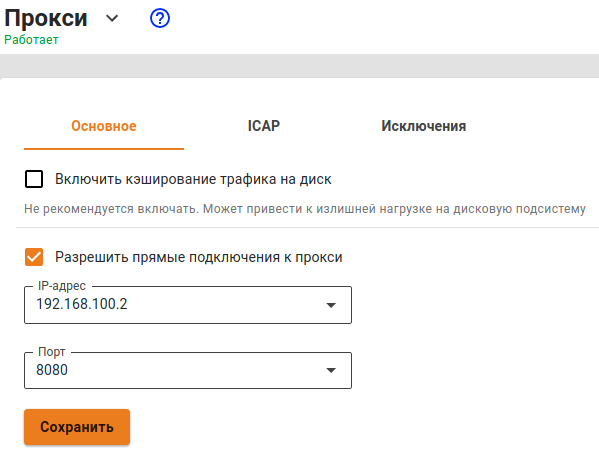 Прокси
Работает
Основное ICAP Исключения
Включить кэширование трафика на диск
Не рекомендуется включать. Может привести к излишней нагрузке на дисковую подсистему
Разрешить прямые подключения к прокси
IP-адрес
192.168.100.2
Порт
8080
Сохранить